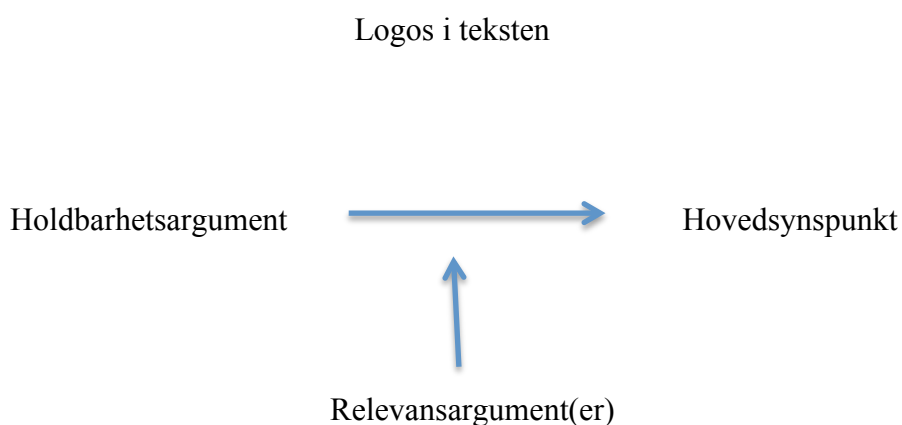 Logos i teksten
Holdbarhetsargument
Hovedsynspunkt
Relevansargument(er)